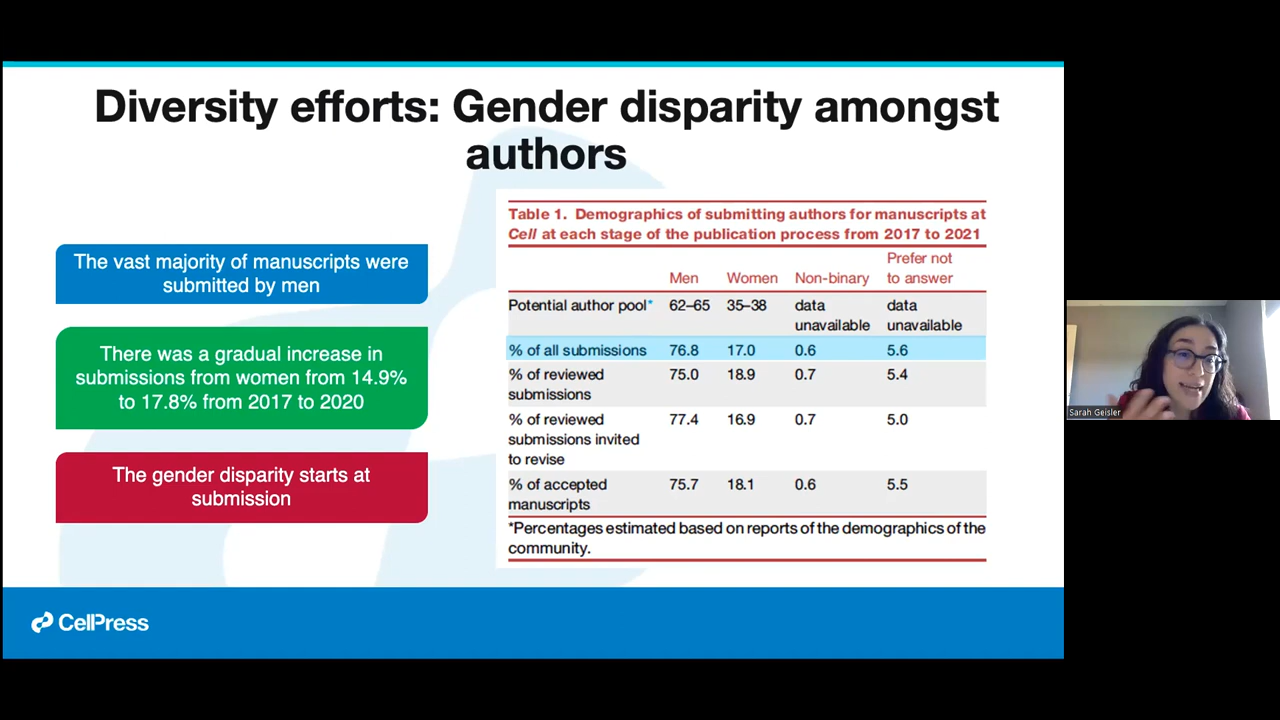 Diversity efforts: Gender disparity amongst
authors
The vast majority of manuscripts were
submitted by men
There was a gradual increase in
submissions from women from 14.9%
to 17.8% from 2017 to 2020
The gender disparity starts at
submission
Table 1. Demographics of submitting authors for manuscripts at
Cell at each stage of the publication process from 2017 to 2021
Men Women Non-binary Prefer not
to answer
Potential author pool* 62–65 35–38 data data
unavailable unavailable
% of all submissions 76.8 17.0 0.6 5.6
% of reviewed 75.0 18.9 0.7 5.4
submissions
% of reviewed 77.4 16.9 0.7 5.0
submissions invited
to revise
% of accepted 75.7 18.1 0.6 5.5
manuscripts
*Percentages estimated based on reports of the demographics of the
community.
CellPress
Sarah Geisler